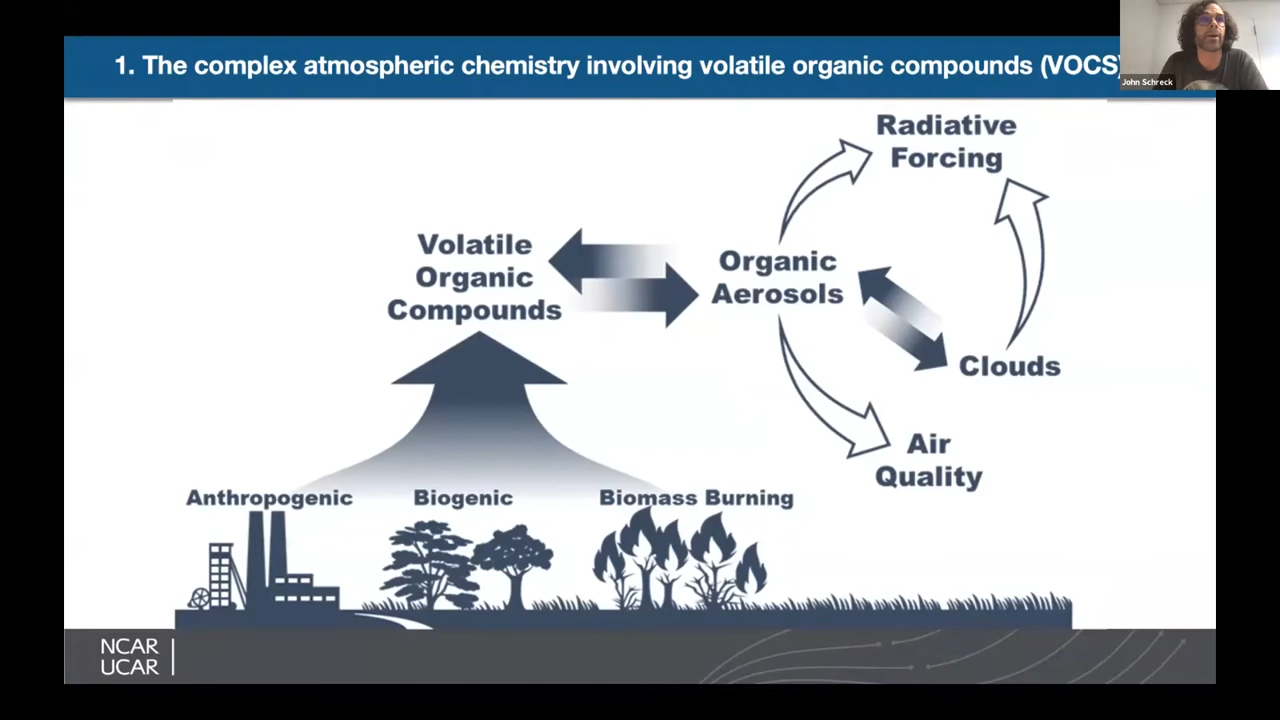 1. The complex atmospheric chemistry involving volatile organic compounds (VOCS)
John Schreck
Radiative
Forcing
Volatile
Organic
Compounds
Organic
Aerosols
Clouds
Air
Quality
Anthropogenic
Biogenic
Biomass Burning
NCAR
UCAR